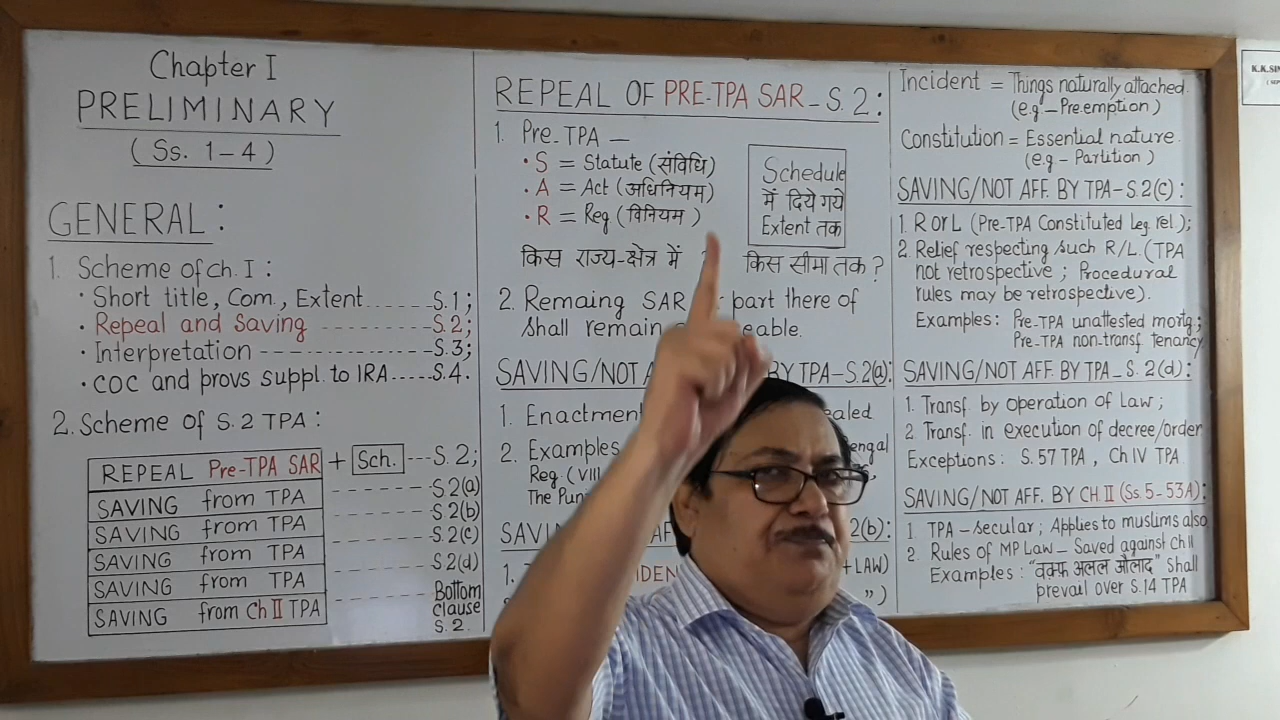 Chapter I
PRELIMINARY
( Ss. 1-4 )
GENERAL :
1. Scheme of ch. I :
• Short title, Com., Extent ...... S.1;
• Repeal and Saving -------- S.2;
• Interpretation ------------- S.3;
• COC and provs suppl. to IRA ..... S.4.
2. Scheme of S. 2 TPA :
REPEAL Pre-TPA SAR + Sch. --- S. 2;
SAVING from TPA ------- S.2(a)
SAVING from TPA ------- S.2(b)
SAVING from TPA ------- S.2(c)
SAVING from TPA ------- S.2(d)
SAVING from Ch II TPA ------- Bottom
clause
S. 2.
REPEAL OF PRE-TPA SAR - S. 2 :
1. Pre-TPA —
• S = Statute (संविधि)
• A = Act (अधिनियम)
• R = Reg (विनियम)
Schedule
में दिये गये
Extent तक
किस राज्य-क्षेत्र में ? किस सीमा तक ?
2. Remaing SAR part there of
Shall remain eable.
SAVING/NOT A BY TPA-S.2(a):
1. Enactment ealed
2. Examples engal
Reg. (VIII
The Pun
SAVIN AF 2(b):
1. T IDEN +LAW)
")
Incident = Things naturally attached.
(e.g - Pre.emption)
Constitution = Essential nature.
(e.g - Partition)
SAVING/NOT AFF. BY TPA-S.2(c) :
1. R or L (Pre-TPA Constituted Leg. rel.);
2. Relief respecting such R/L. (TPA
not retrospective ; Procedural
rules may be retrospective).
Examples: Pre-TPA unattested mortg.;
Pre-TPA non-transf. tenancy
SAVING/NOT AFF. BY TPA - S. 2(d) :
1. Transf. by operation of Law ;
2. Transf. in execution of decree/order
Exceptions : S. 57 TPA , Ch IV TPA
SAVING/NOT AFF. BY CH. II (Ss. 5-53A) :
1. TPA - secular ; Applies to muslims also
2. Rules of MP Law - Saved against Ch II
Examples : "वक्फ अलल औलाद" Shall
prevail over S. 14 TPA
K.K.SIN